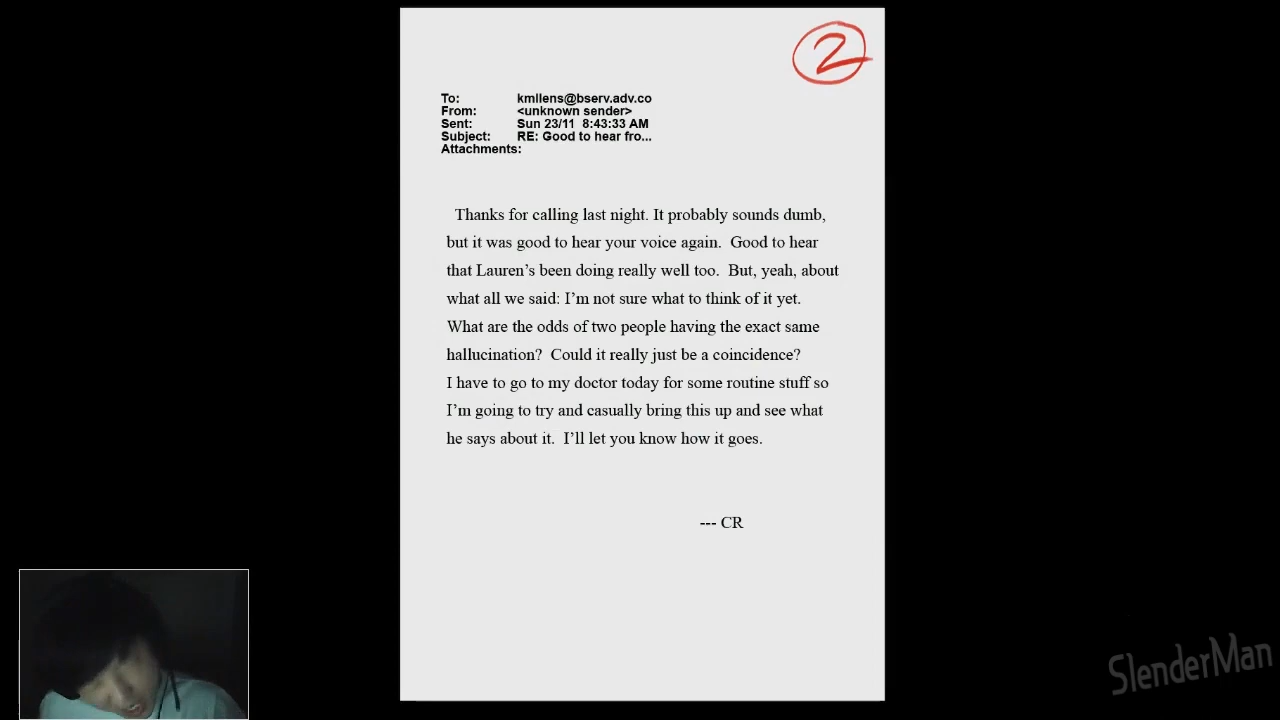 2
To: kmllens@bserv.adv.co
From: <unknown sender>
Sent: Sun 23/11 8:43:33 AM
Subject: RE: Good to hear fro...
Attachments:
Thanks for calling last night. It probably sounds dumb,
but it was good to hear your voice again. Good to hear
that Lauren’s been doing really well too. But, yeah, about
what all we said: I’m not sure what to think of it yet.
What are the odds of two people having the exact same
hallucination? Could it really just be a coincidence?
I have to go to my doctor today for some routine stuff so
I’m going to try and casually bring this up and see what
he says about it. I’ll let you know how it goes.
--- CR
SlenderMan